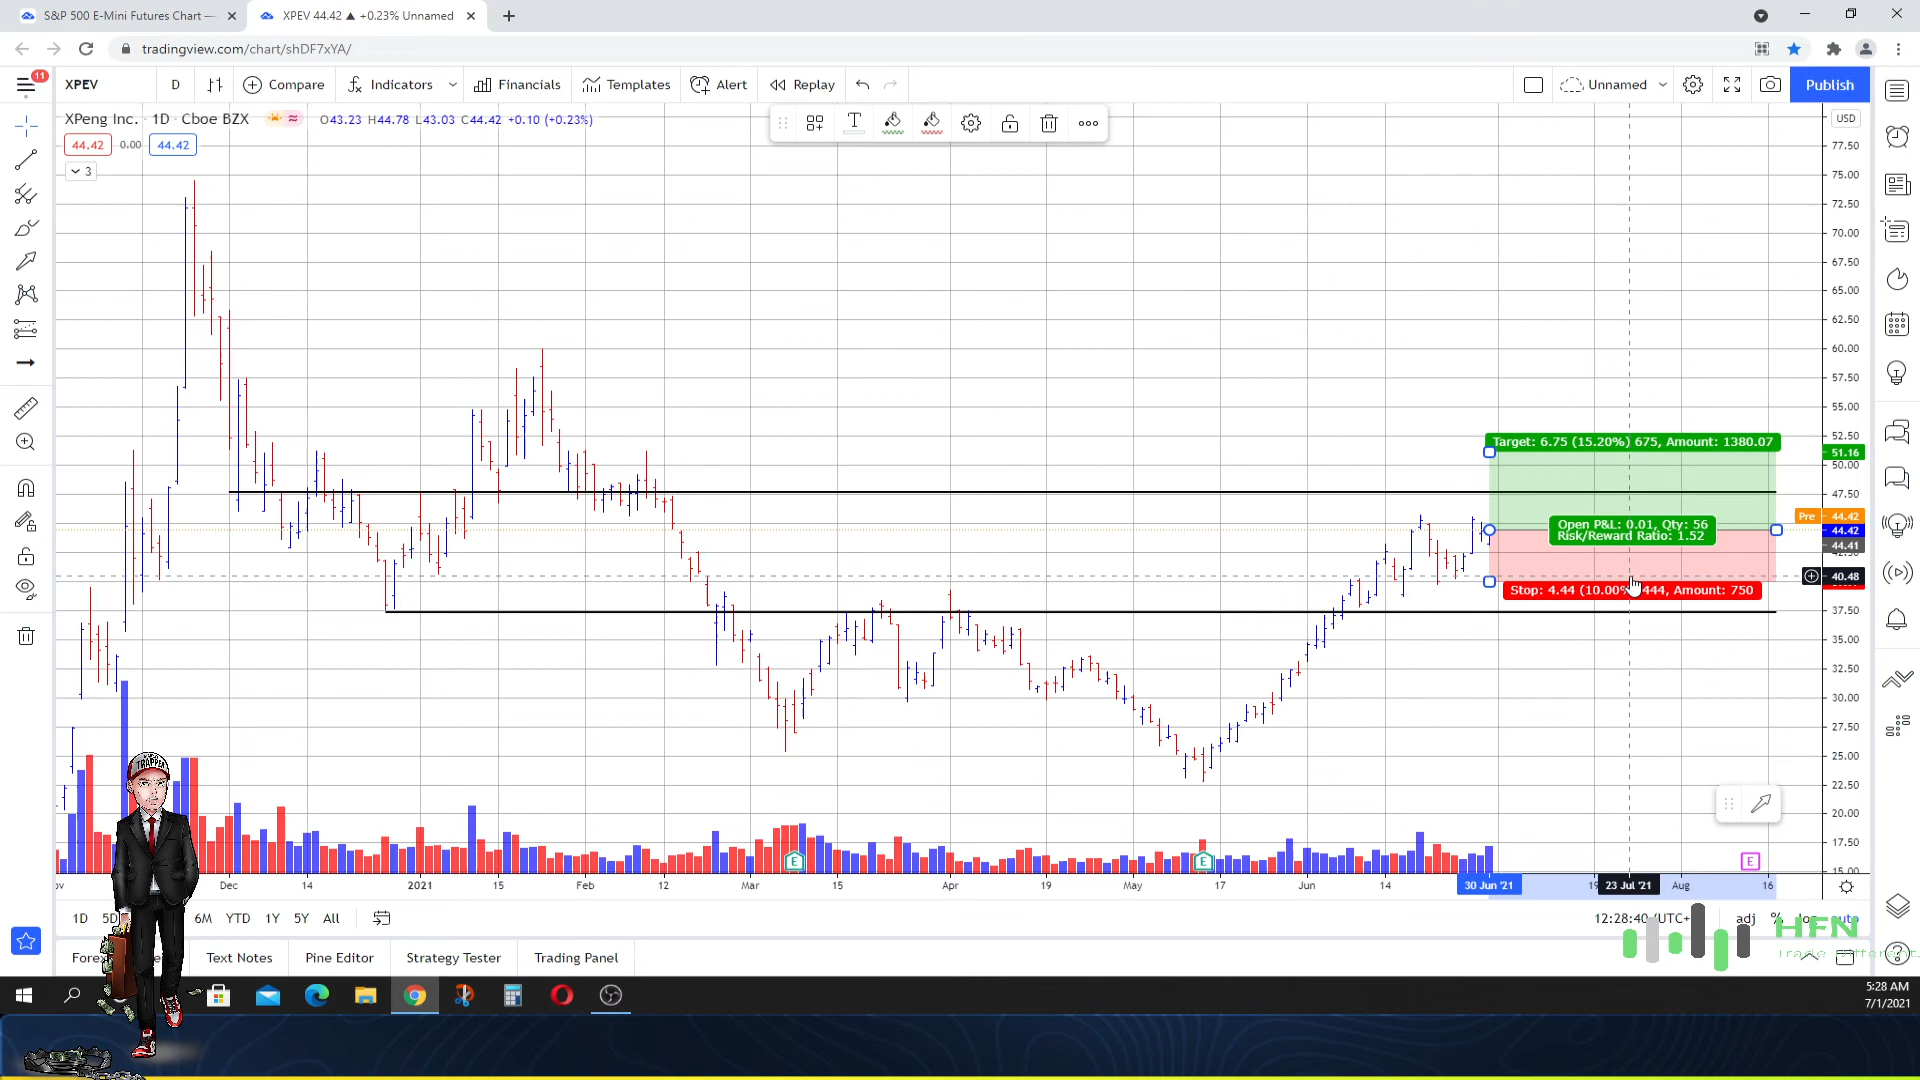 S&P 500 E-Mini Futures Chart —
XPEV 44.42 ▲ +0.23% Unnamed
tradingview.com/chart/shDF7xYA/
11
XPEV
D
Compare
Indicators
Financials
Templates
Alert
Replay
Unnamed
Publish
XPeng Inc. · 1D · Cboe BZX
O43.23 H44.78 L43.03 C44.42 +0.10 (+0.23%)
44.42 0.00 44.42
3
USD
77.50
75.00
72.50
70.00
67.50
65.00
62.50
60.00
57.50
55.00
52.50
51.16
50.00
47.50
Pre 44.42
44.42
44.41
40.48
37.50
35.00
32.50
30.00
27.50
25.00
22.50
20.00
17.50
15.00
Target: 6.75 (15.20%) 675, Amount: 1380.07
Open P&L: 0.01, Qty: 56
Risk/Reward Ratio: 1.52
Stop: 4.44 (10.00% 444, Amount: 750
E
E
E
Dec
14
2021
15
Feb
12
Mar
15
Apr
19
May
17
Jun
14
30 Jun '21
19
23 Jul '21
Aug
16
1D
5D
6M
YTD
1Y
5Y
All
12:28:40 (UTC+
adj
%
log
auto
HFN
Trade Different.
Text Notes
Pine Editor
Strategy Tester
Trading Panel
TRAPPER
5:28 AM
7/1/2021